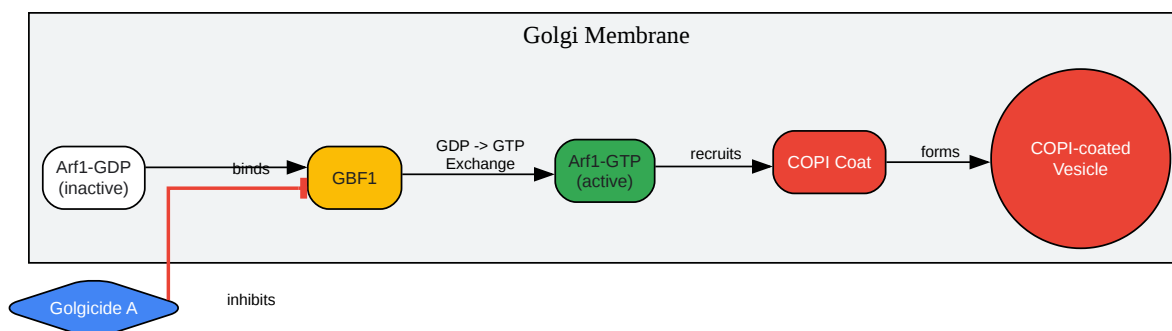 Golgi Membrane
Arf1-GDP
(inactive)
binds
GBF1
GDP -> GTP
Exchange
Arf1-GTP
(active)
recruits
COPI Coat
forms
COPI-coated
Vesicle
Golgicide A
inhibits